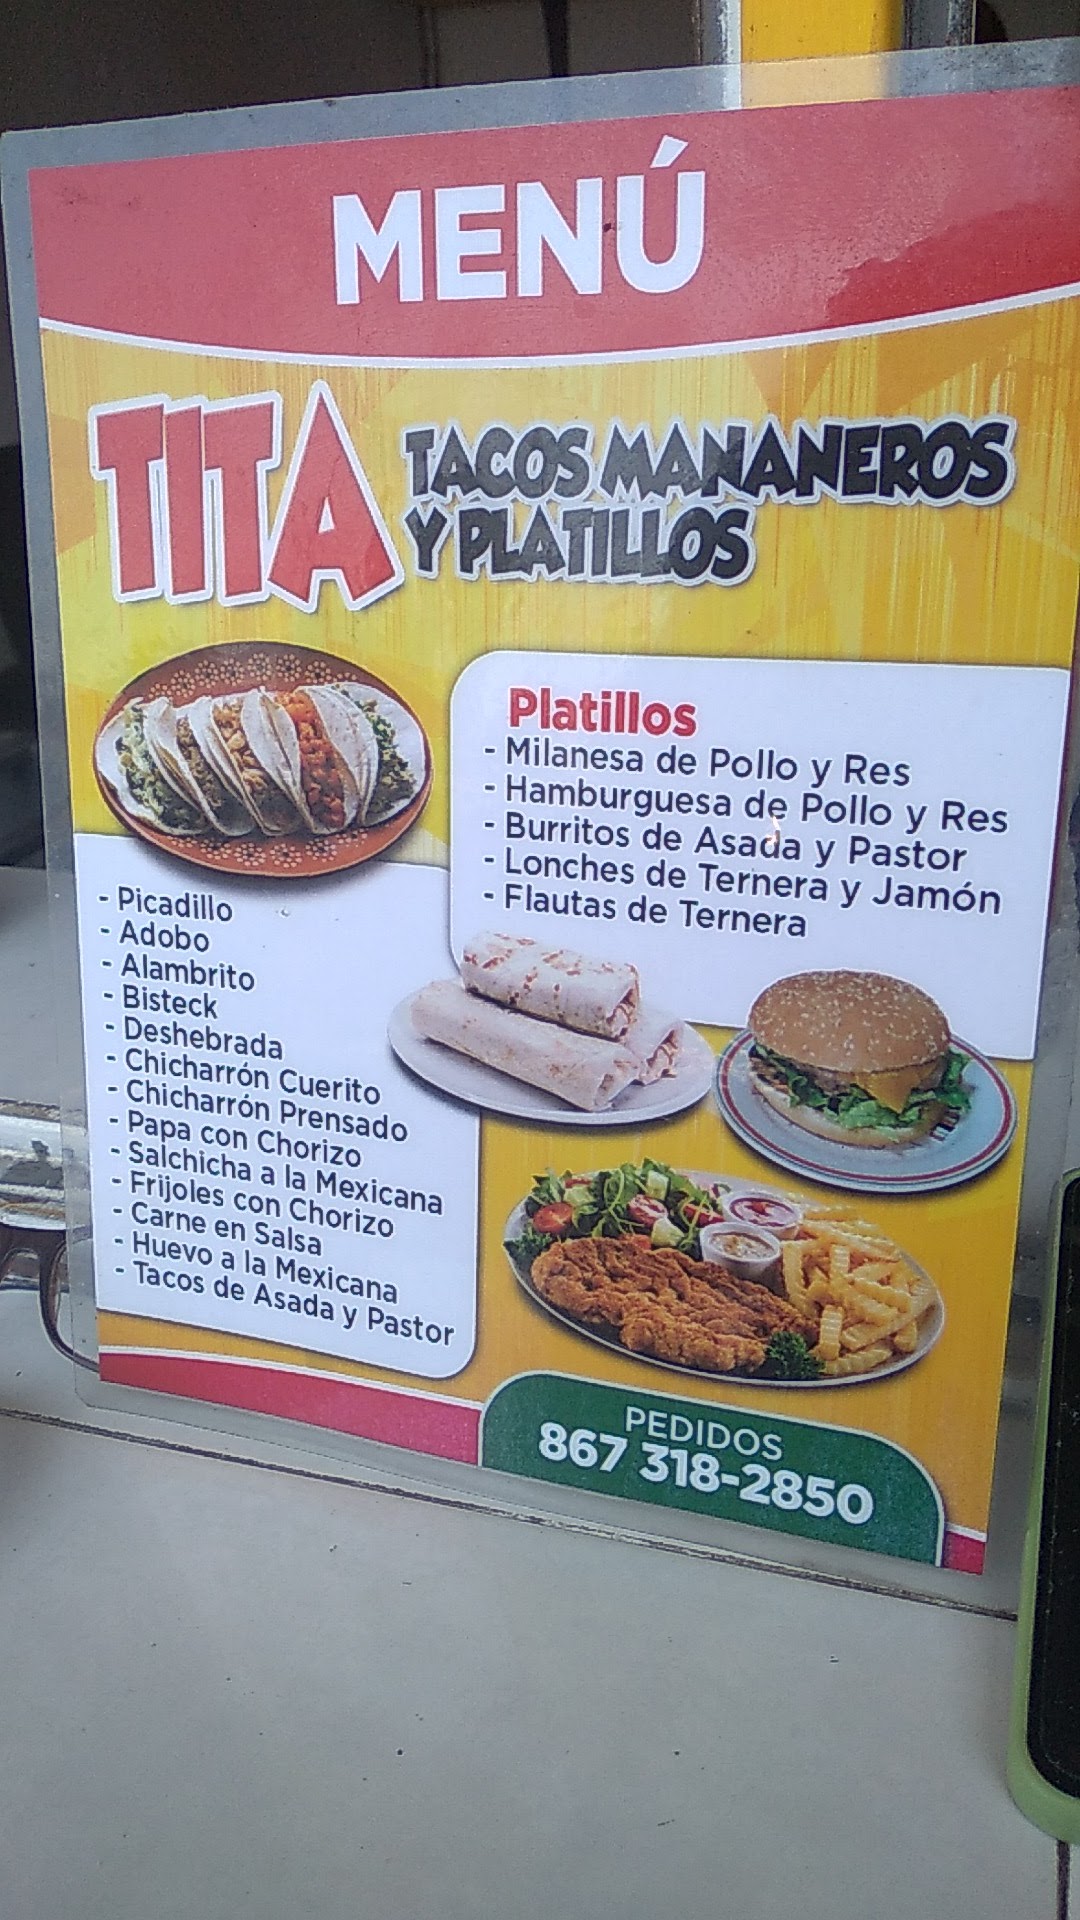 MENÚ
TITA
TACOS MANANEROS
Y PLATILLOS
Platillos
- Milanesa de Pollo y Res
- Hamburguesa de Pollo y Res
- Burritos de Asada y Pastor
- Lonches de Ternera y Jamón
- Flautas de Ternera
- Picadillo
- Adobo
- Alambrito
- Bisteck
- Deshebrada
- Chicharrón Cuerito
- Chicharrón Prensado
- Papa con Chorizo
- Salchicha a la Mexicana
- Frijoles con Chorizo
- Carne en Salsa
- Huevo a la Mexicana
- Tacos de Asada y Pastor
PEDIDOS
867 318-2850